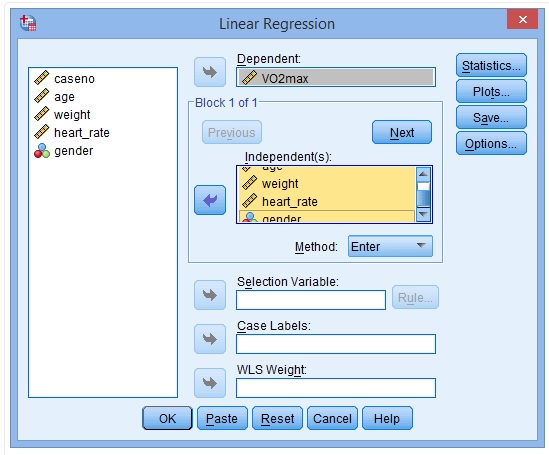 Linear Regression
caseno
age
weight
heart_rate
gender
Dependent:
VO2max
Block 1 of 1
Previous
Next
Independent(s):
age
weight
heart_rate
gender
Method: Enter
Selection Variable:
Rule...
Case Labels:
WLS Weight:
Statistics...
Plots...
Save...
Options...
OK Paste Reset Cancel Help